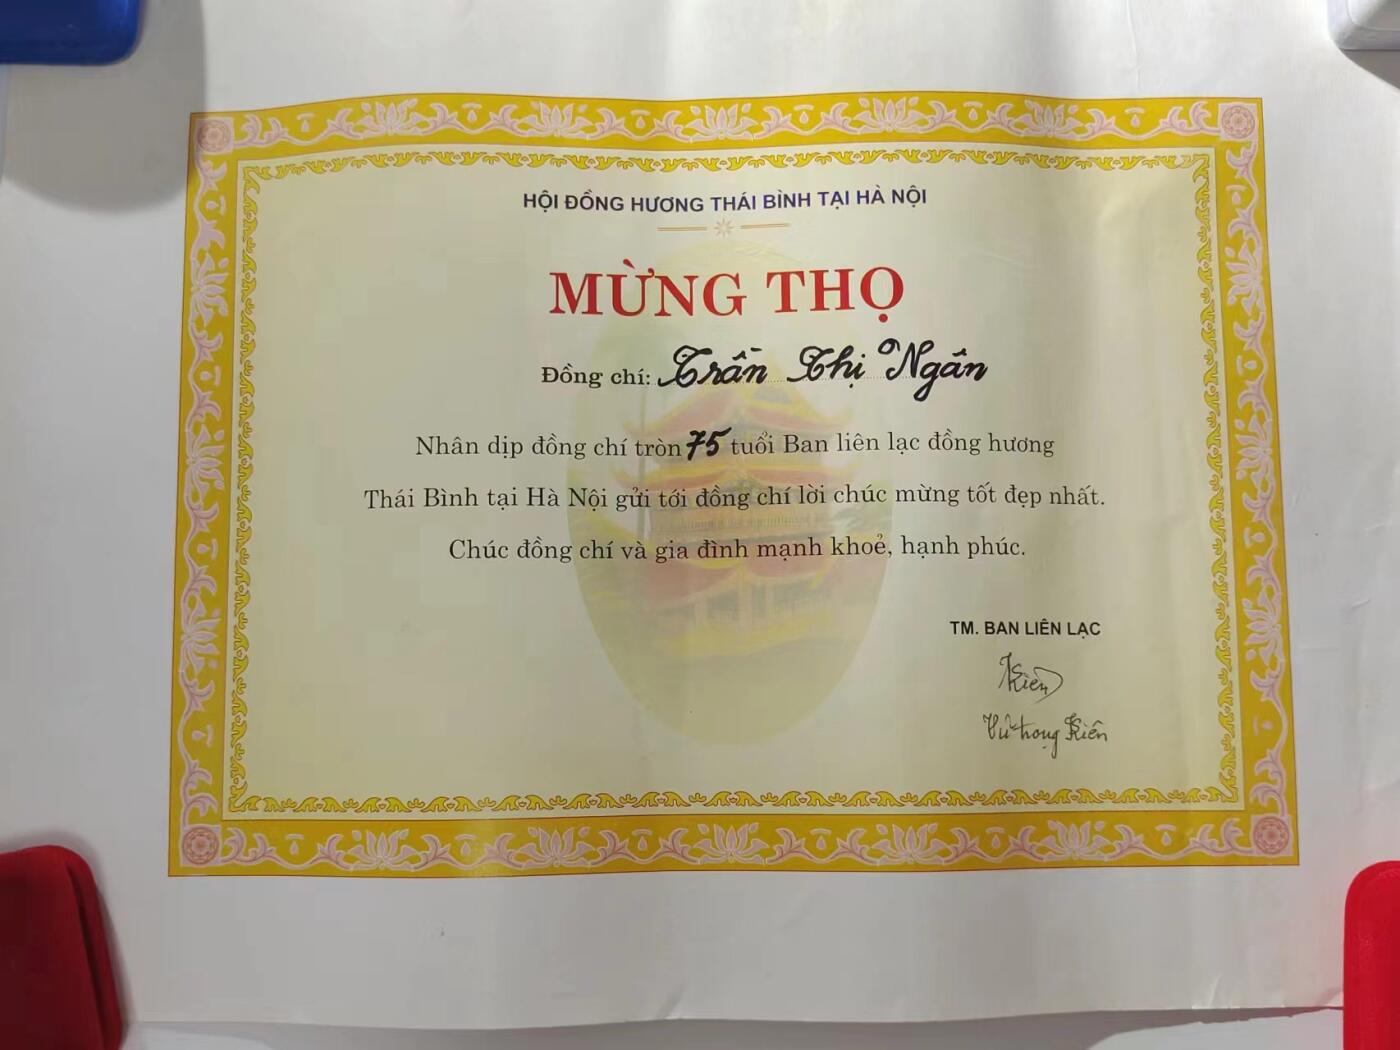 HỘI ĐỒNG HƯƠNG THÁI BÌNH TẠI HÀ NỘI
MỪNG THỌ
Đồng chí: Trần Thị Ngân
Nhân dịp đồng chí tròn 75 tuổi Ban liên lạc đồng hương
Thái Bình tại Hà Nội gửi tới đồng chí lời chúc mừng tốt đẹp nhất.
Chúc đồng chí và gia đình mạnh khoẻ, hạnh phúc.
TM. BAN LIÊN LẠC
Kiên
Vũ trọng Kiên